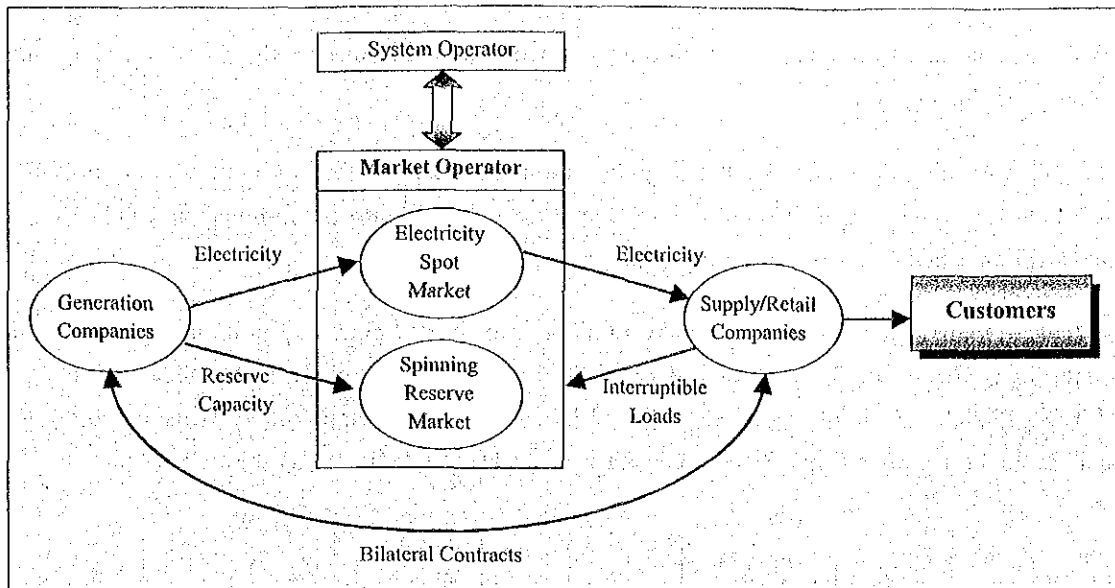 System Operator
Market Operator
Electricity
Electricity
Spot
Market
Electricity
Generation
Companies
Supply/Retail
Companies
Customers
Reserve
Capacity
Spinning
Reserve
Market
Interruptible
Loads
Bilateral Contracts